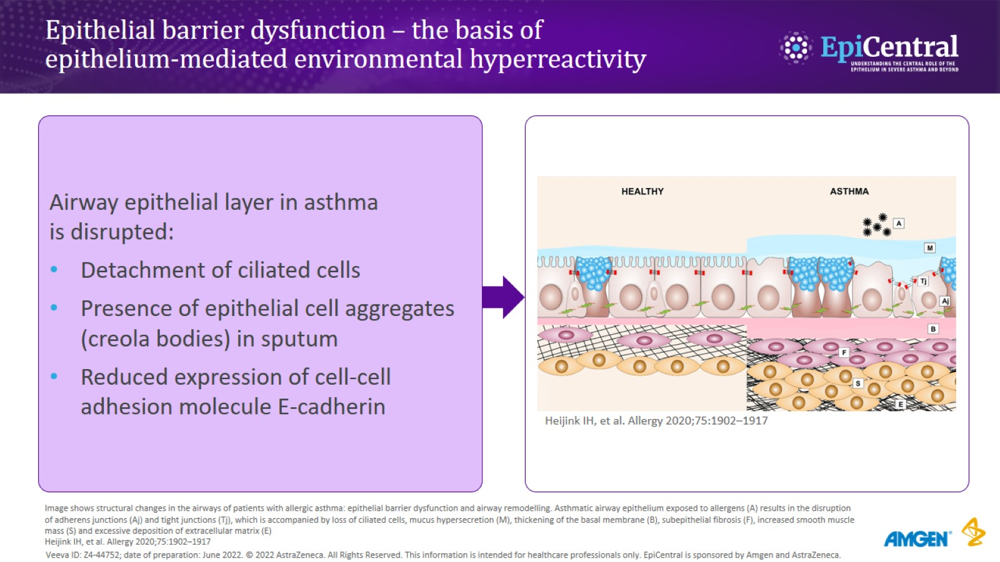 Epithelial barrier dysfunction – the basis of
epithelium-mediated environmental hyperreactivity
EpiCentral
UNDERSTANDING THE CENTRAL ROLE OF THE
EPITHELIUM IN SEVERE ASTHMA AND BEYOND
Airway epithelial layer in asthma
is disrupted:
• Detachment of ciliated cells
• Presence of epithelial cell aggregates
(creola bodies) in sputum
• Reduced expression of cell-cell
adhesion molecule E-cadherin
HEALTHY
ASTHMA
A
M
Tj
Aj
B
F
S
E
Heijink IH, et al. Allergy 2020;75:1902–1917
Image shows structural changes in the airways of patients with allergic asthma: epithelial barrier dysfunction and airway remodelling. Asthmatic airway epithelium exposed to allergens (A) results in the disruption
of adherens junctions (Aj) and tight junctions (Tj), which is accompanied by loss of ciliated cells, mucus hypersecretion (M), thickening of the basal membrane (B), subepithelial fibrosis (F), increased smooth muscle
mass (S) and excessive deposition of extracellular matrix (E)
Heijink IH, et al. Allergy 2020;75:1902–1917
Veeva ID: Z4-44752; date of preparation: June 2022. © 2022 AstraZeneca. All Rights Reserved. This information is intended for healthcare professionals only. EpiCentral is sponsored by Amgen and AstraZeneca.
AMGEN®